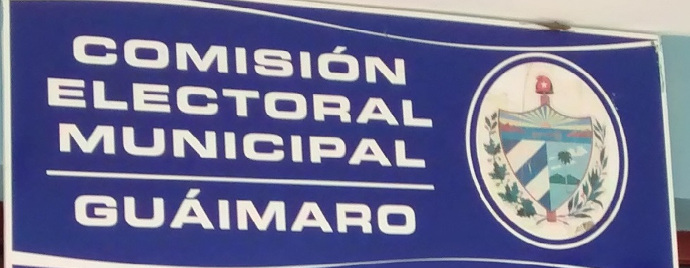 COMISIÓN
ELECTORAL
MUNICIPAL
GUÁIMARO